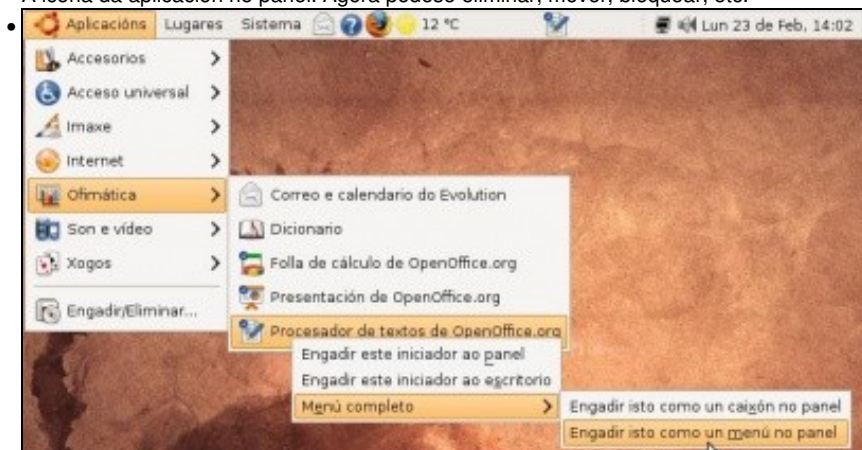 A icona da aplicación no panel. Agora pódese eliminar, mover, bloquear, etc.
Aplicacións Lugares Sistema 12 °C Lun 23 de Feb, 14:02
Accesorios
Acceso universal
Imaxe
Internet
Ofimática
Son e vídeo
Xogos
Engadir/Eliminar...
Correo e calendario do Evolution
Dicionario
Folla de cálculo de OpenOffice.org
Presentación de OpenOffice.org
Procesador de textos de OpenOffice.org
Engadir este iniciador ao panel
Engadir este iniciador ao escritorio
Menú completo
Engadir isto como un caixón no panel
Engadir isto como un menú no panel